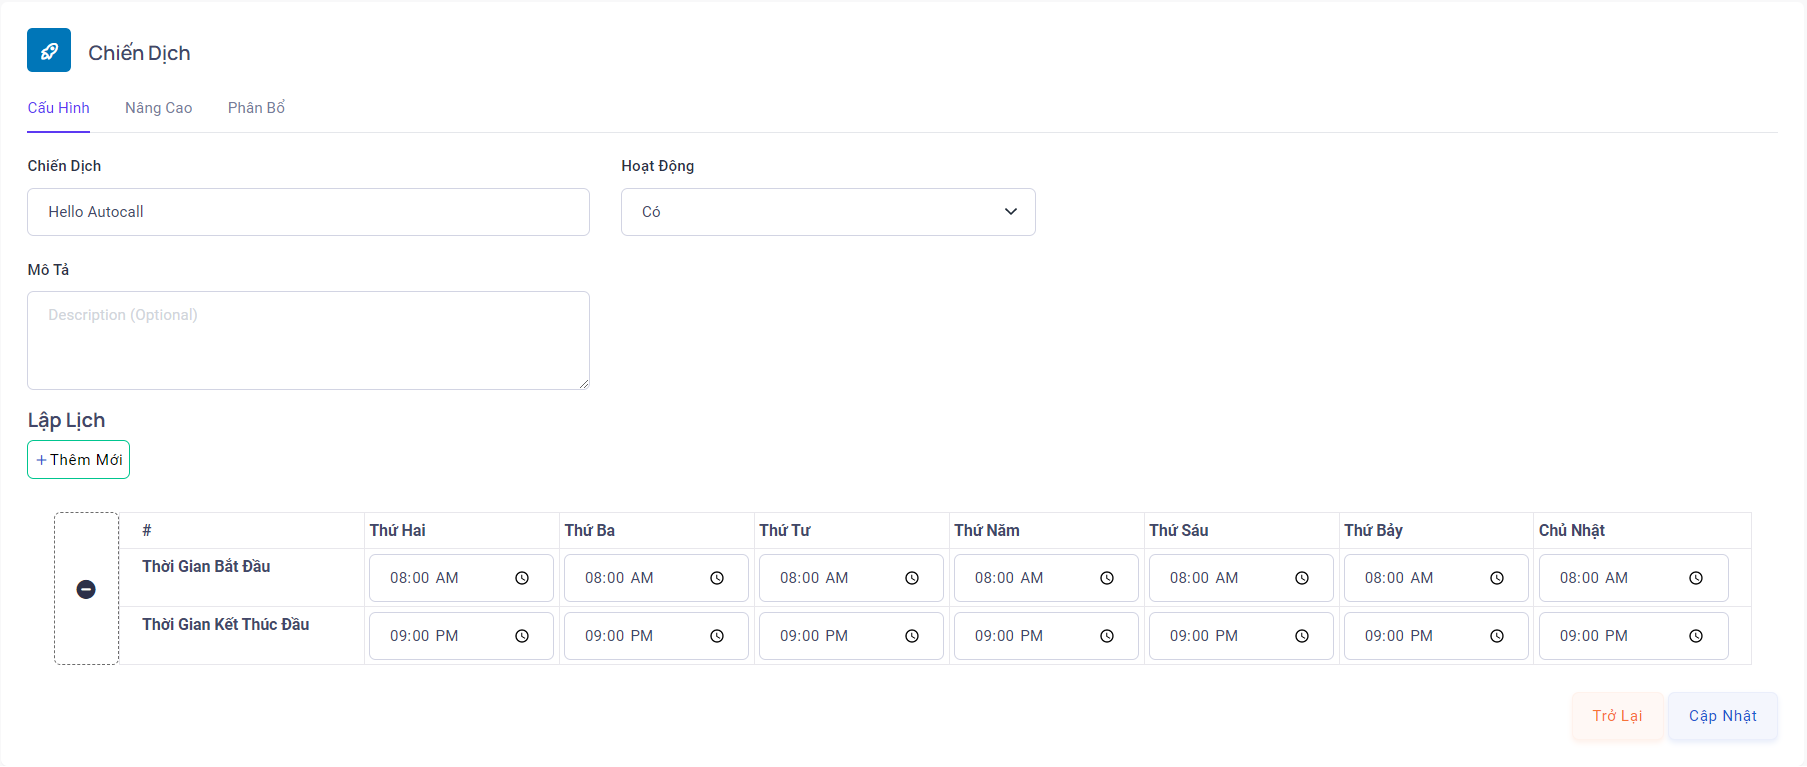 Chiến Dịch
Cấu Hình Nâng Cao Phân Bổ
Chiến Dịch Hoạt Động
Hello Autocall Có
Mô Tả
Description (Optional)
Lập Lịch
+Thêm Mới
# Thứ Hai Thứ Ba Thứ Tư Thứ Năm Thứ Sáu Thứ Bảy Chủ Nhật
Thời Gian Bắt Đầu 08:00 AM 08:00 AM 08:00 AM 08:00 AM 08:00 AM 08:00 AM 08:00 AM
Thời Gian Kết Thúc Đầu 09:00 PM 09:00 PM 09:00 PM 09:00 PM 09:00 PM 09:00 PM 09:00 PM
Trở Lại Cập Nhật